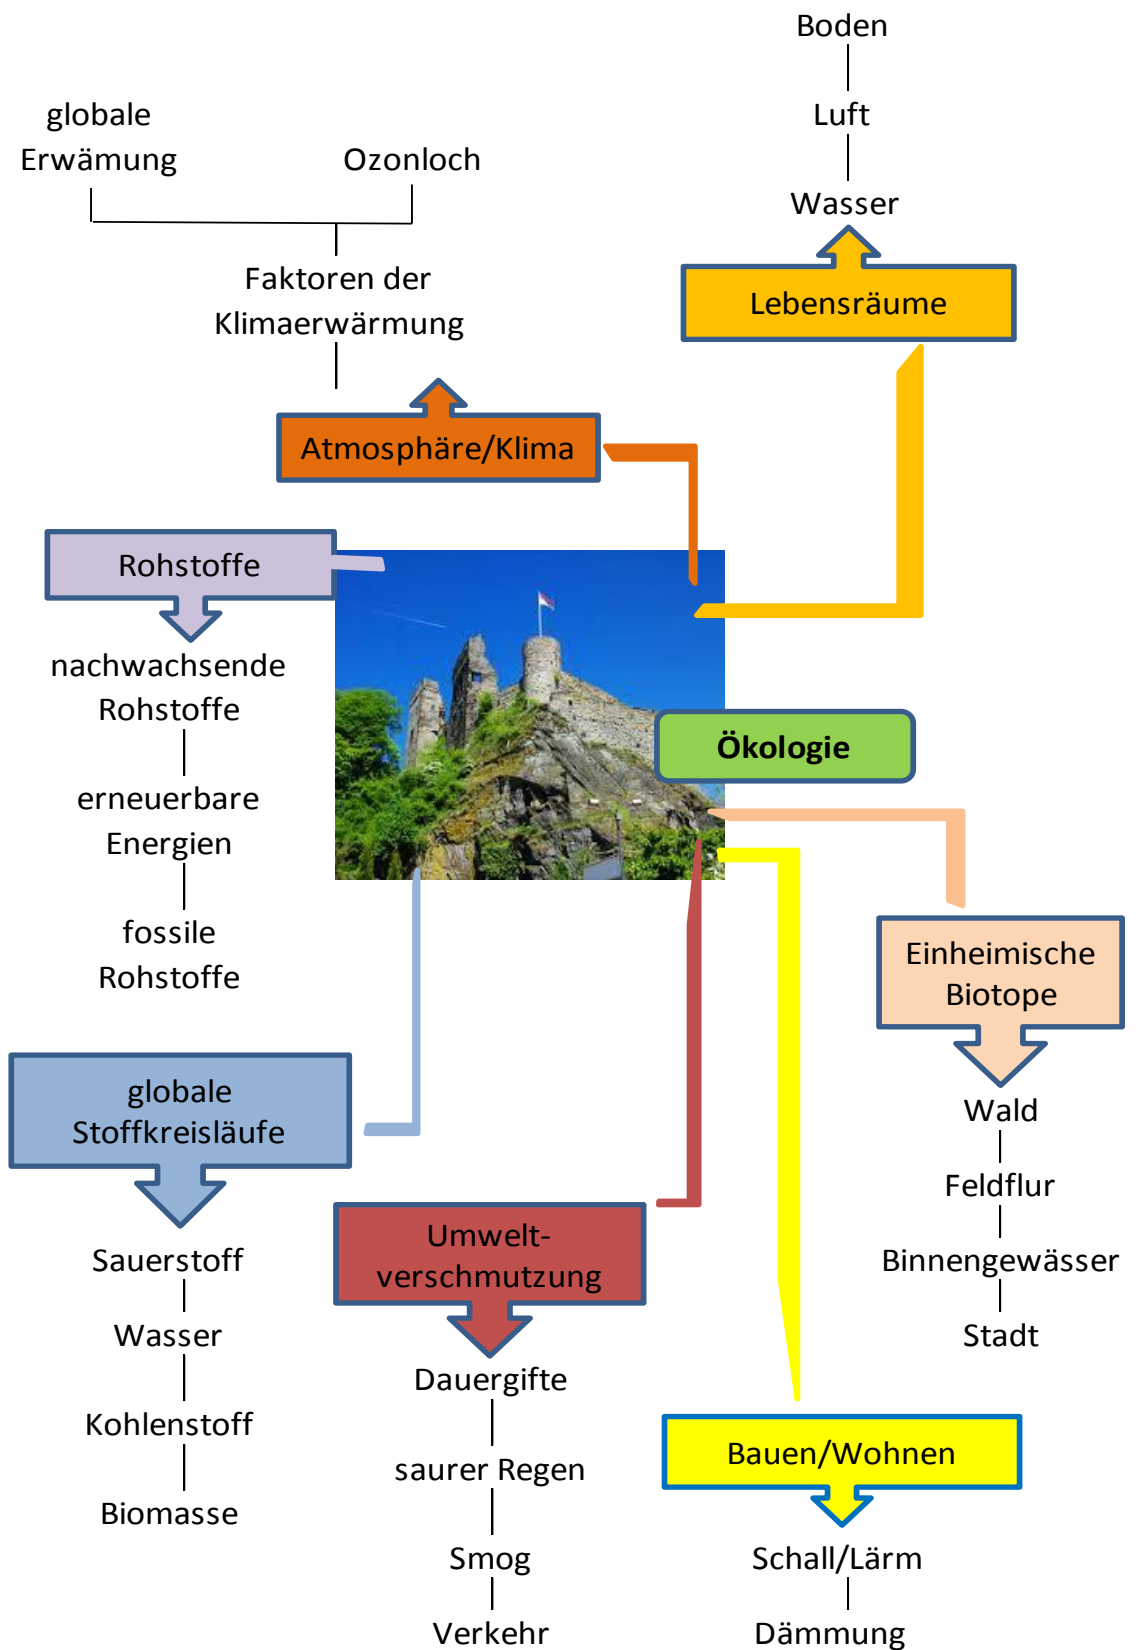 Boden
Luft
Wasser
Lebensräume
globale
Erwämung
Ozonloch
Faktoren der
Klimaerwärmung
Atmosphäre/Klima
Rohstoffe
nachwachsende
Rohstoffe
erneuerbare
Energien
fossile
Rohstoffe
Ökologie
Einheimische
Biotope
Wald
Feldflur
Binnengewässer
Stadt
globale
Stoffkreisläufe
Sauerstoff
Wasser
Kohlenstoff
Biomasse
Umwelt-
verschmutzung
Dauergifte
saurer Regen
Smog
Verkehr
Bauen/Wohnen
Schall/Lärm
Dämmung